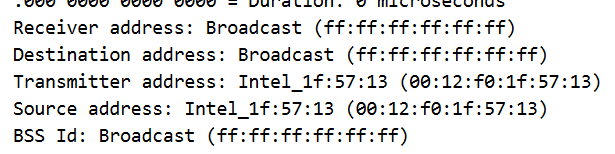 .000 0000 0000 0000 = Duration: 0 microseconds
Receiver address: Broadcast (ff:ff:ff:ff:ff:ff)
Destination address: Broadcast (ff:ff:ff:ff:ff:ff)
Transmitter address: Intel_1f:57:13 (00:12:f0:1f:57:13)
Source address: Intel_1f:57:13 (00:12:f0:1f:57:13)
BSS Id: Broadcast (ff:ff:ff:ff:ff:ff)